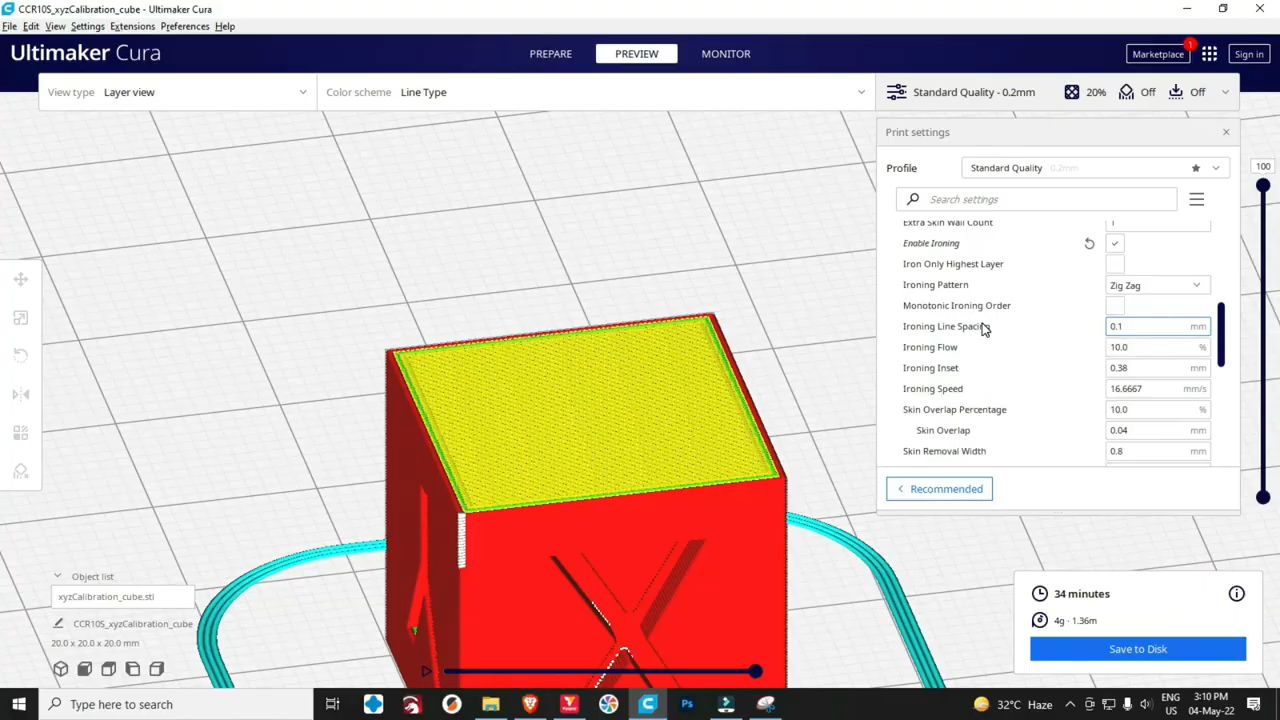 CCR10S_xyzCalibration_cube - Ultimaker Cura
File Edit View Settings Extensions Preferences Help
Ultimaker Cura
PREPARE PREVIEW MONITOR
Marketplace 1 Sign in
View type Layer view Color scheme Line Type Standard Quality - 0.2mm 20% Off Off
Print settings
100
Profile Standard Quality 0.2mm
Search settings
Extra Skin Wall Count 1
Enable Ironing
Iron Only Highest Layer
Ironing Pattern Zig Zag
Monotonic Ironing Order
Ironing Line Spacing 0.1 mm
Ironing Flow 10.0 %
Ironing Inset 0.38 mm
Ironing Speed 16.6667 mm/s
Skin Overlap Percentage 10.0 %
Skin Overlap 0.04 mm
Skin Removal Width 0.8 mm
Recommended
Object list
xyzCalibration_cube.stl
CCR10S_xyzCalibration_cube
20.0 x 20.0 x 20.0 mm
34 minutes
4g · 1.36m
Save to Disk
Type here to search
32°C Haze
ENG
US
3:10 PM
04-May-22